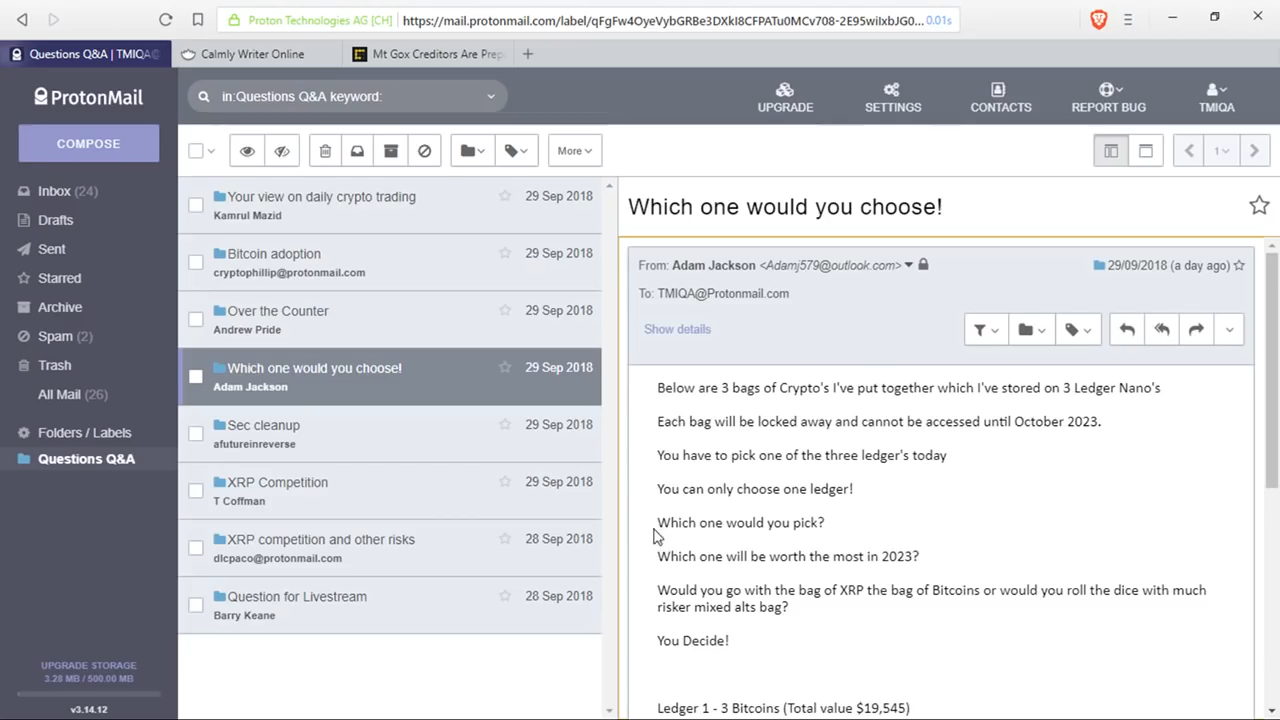 Proton Technologies AG [CH]
https://mail.protonmail.com/label/qFgFw4OyeVybGRBe3DXkI8CFPATu0MCv708-2E95wiIxbJG0...
0.01s
Questions Q&A | TMIQA@
Calmly Writer Online
Mt Gox Creditors Are Prep
ProtonMail
in:Questions Q&A keyword:
UPGRADE
SETTINGS
CONTACTS
REPORT BUG
TMIQA
COMPOSE
More
1
Inbox (24)
Drafts
Sent
Starred
Archive
Spam (2)
Trash
All Mail (26)
Folders / Labels
Questions Q&A
UPGRADE STORAGE
3.28 MB / 500.00 MB
v3.14.12
Your view on daily crypto trading 29 Sep 2018
Kamrul Mazid
Bitcoin adoption 29 Sep 2018
cryptophillip@protonmail.com
Over the Counter 29 Sep 2018
Andrew Pride
Which one would you choose! 29 Sep 2018
Adam Jackson
Sec cleanup 29 Sep 2018
afutureinreverse
XRP Competition 29 Sep 2018
T Coffman
XRP competition and other risks 28 Sep 2018
dlcpaco@protonmail.com
Question for Livestream 28 Sep 2018
Barry Keane
Which one would you choose!
From: Adam Jackson <Adamj579@outlook.com> 29/09/2018 (a day ago)
To: TMIQA@Protonmail.com
Show details
Below are 3 bags of Crypto's I've put together which I've stored on 3 Ledger Nano's
Each bag will be locked away and cannot be accessed until October 2023.
You have to pick one of the three ledger's today
You can only choose one ledger!
Which one would you pick?
Which one will be worth the most in 2023?
Would you go with the bag of XRP the bag of Bitcoins or would you roll the dice with much
risker mixed alts bag?
You Decide!
Ledger 1 - 3 Bitcoins (Total value $19,545)